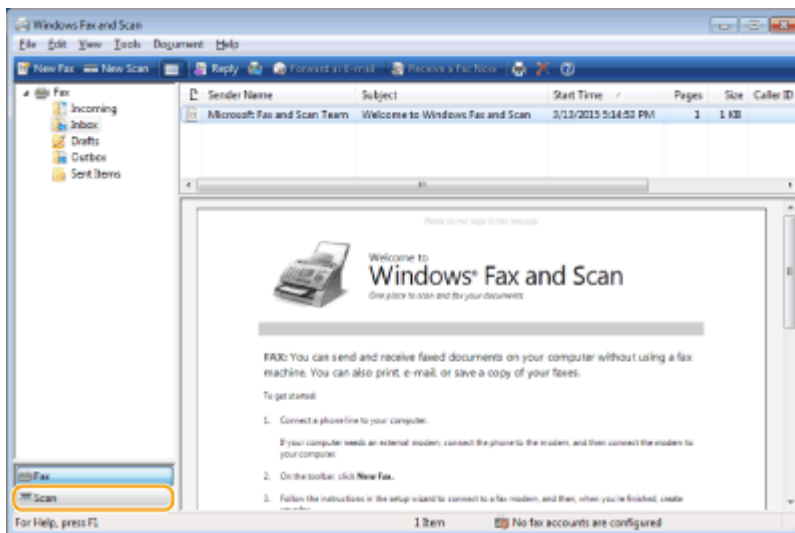 Windows Fax and Scan
File Edit View Tools Document Help
New Fax New Scan Reply Forward as E-mail Receive a Fax Now
Fax
Incoming
Inbox
Drafts
Outbox
Sent Items
Sender Name Subject Start Time Pages Size Caller ID
Microsoft Fax and Scan Team Welcome to Windows Fax and Scan 3/13/2015 5:14:53 PM 1 1 KB
Please do not reply to this message.
Welcome to
Windows® Fax and Scan
One place to scan and fax your documents
FAX: You can send and receive faxed documents on your computer without using a fax
machine. You can also print, e-mail, or save a copy of your faxes.
To get started:
1. Connect a phone line to your computer.
If your computer needs an external modem, connect the phone to the modem, and then connect the modem to
your computer.
2. On the toolbar, click New Fax.
3. Follow the instructions in the setup wizard to connect to a fax modem, and then, when you're finished, create
Fax
Scan
For Help, press F1
1 Item
No fax accounts are configured